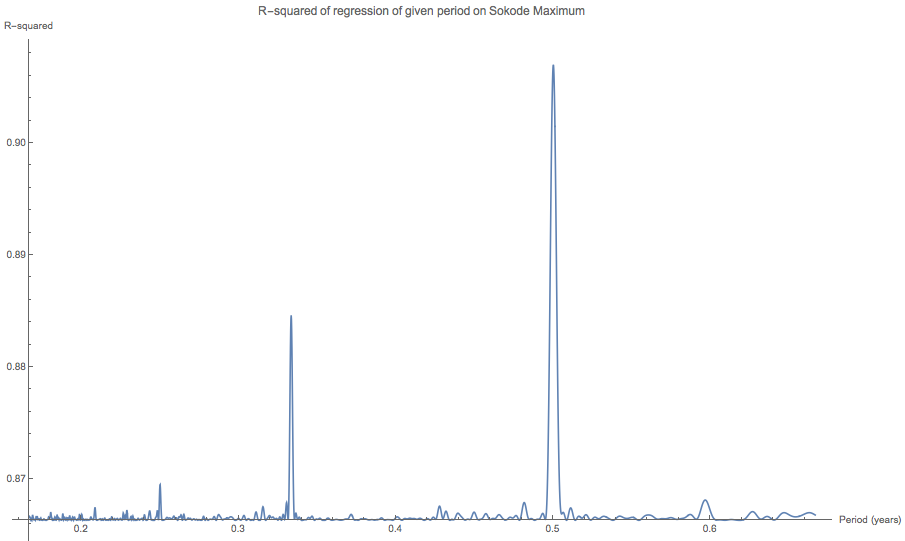 R−squared of regression of given period on Sokode Maximum
R−squared
0.90
0.89
0.88
0.87
0.2 0.3 0.4 0.5 0.6 Period (years)